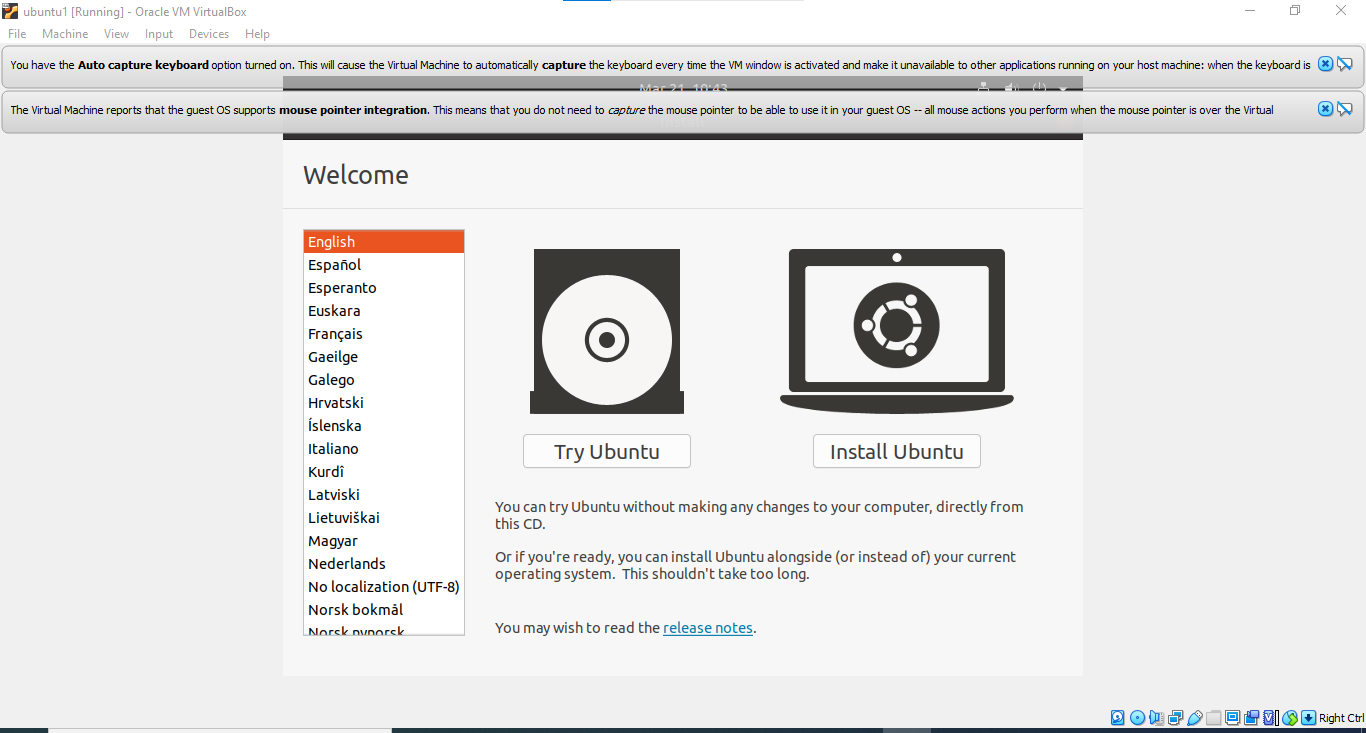 ubuntu1 [Running] - Oracle VM VirtualBox
File Machine View Input Devices Help
You have the Auto capture keyboard option turned on. This will cause the Virtual Machine to automatically capture the keyboard every time the VM window is activated and make it unavailable to other applications running on your host machine: when the keyboard is
Mar 21 10:43
The Virtual Machine reports that the guest OS supports mouse pointer integration. This means that you do not need to capture the mouse pointer to be able to use it in your guest OS -- all mouse actions you perform when the mouse pointer is over the Virtual
Welcome
English
Español
Esperanto
Euskara
Français
Gaeilge
Galego
Hrvatski
Íslenska
Italiano
Kurdî
Latviski
Lietuviškai
Magyar
Nederlands
No localization (UTF-8)
Norsk bokmål
Norsk nynorsk
Try Ubuntu
Install Ubuntu
You can try Ubuntu without making any changes to your computer, directly from
this CD.
Or if you're ready, you can install Ubuntu alongside (or instead of) your current
operating system. This shouldn't take too long.
You may wish to read the release notes.
Right Ctrl